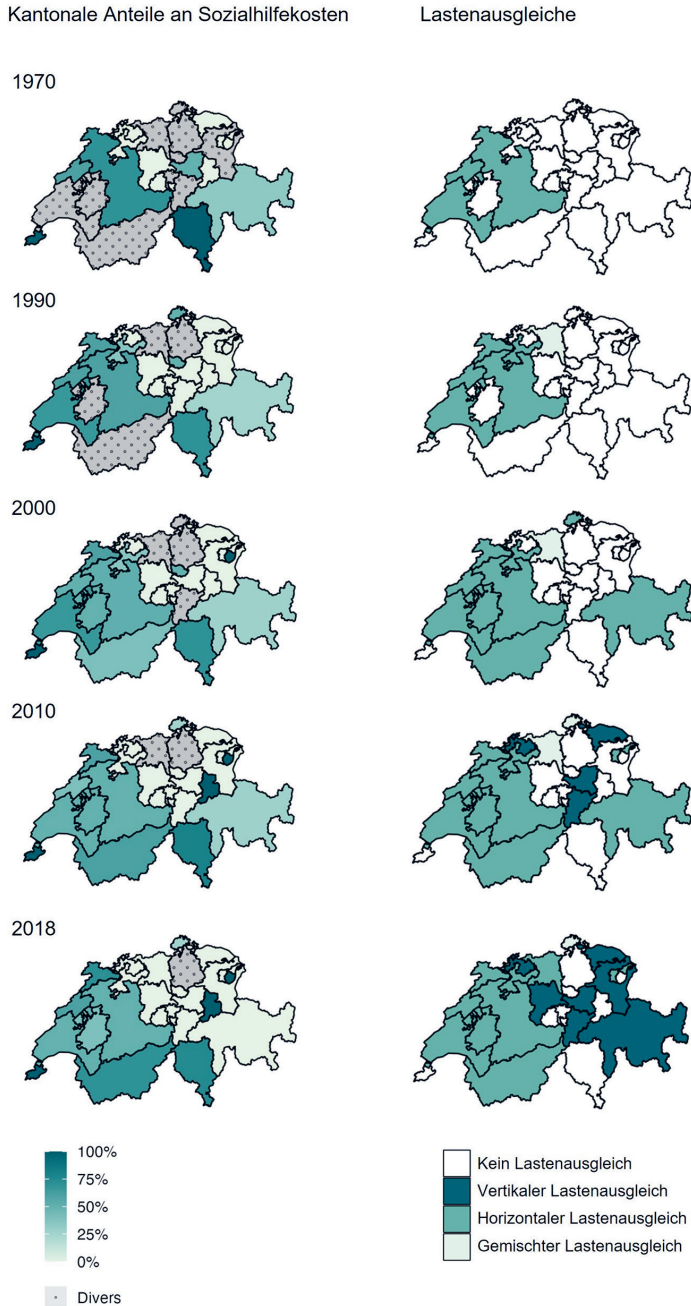 Kantonale Anteile an Sozialhilfekosten
Lastenausgleiche
1970
1990
2000
2010
2018
100%
75%
50%
25%
0%
Divers
Kein Lastenausgleich
Vertikaler Lastenausgleich
Horizontaler Lastenausgleich
Gemischter Lastenausgleich